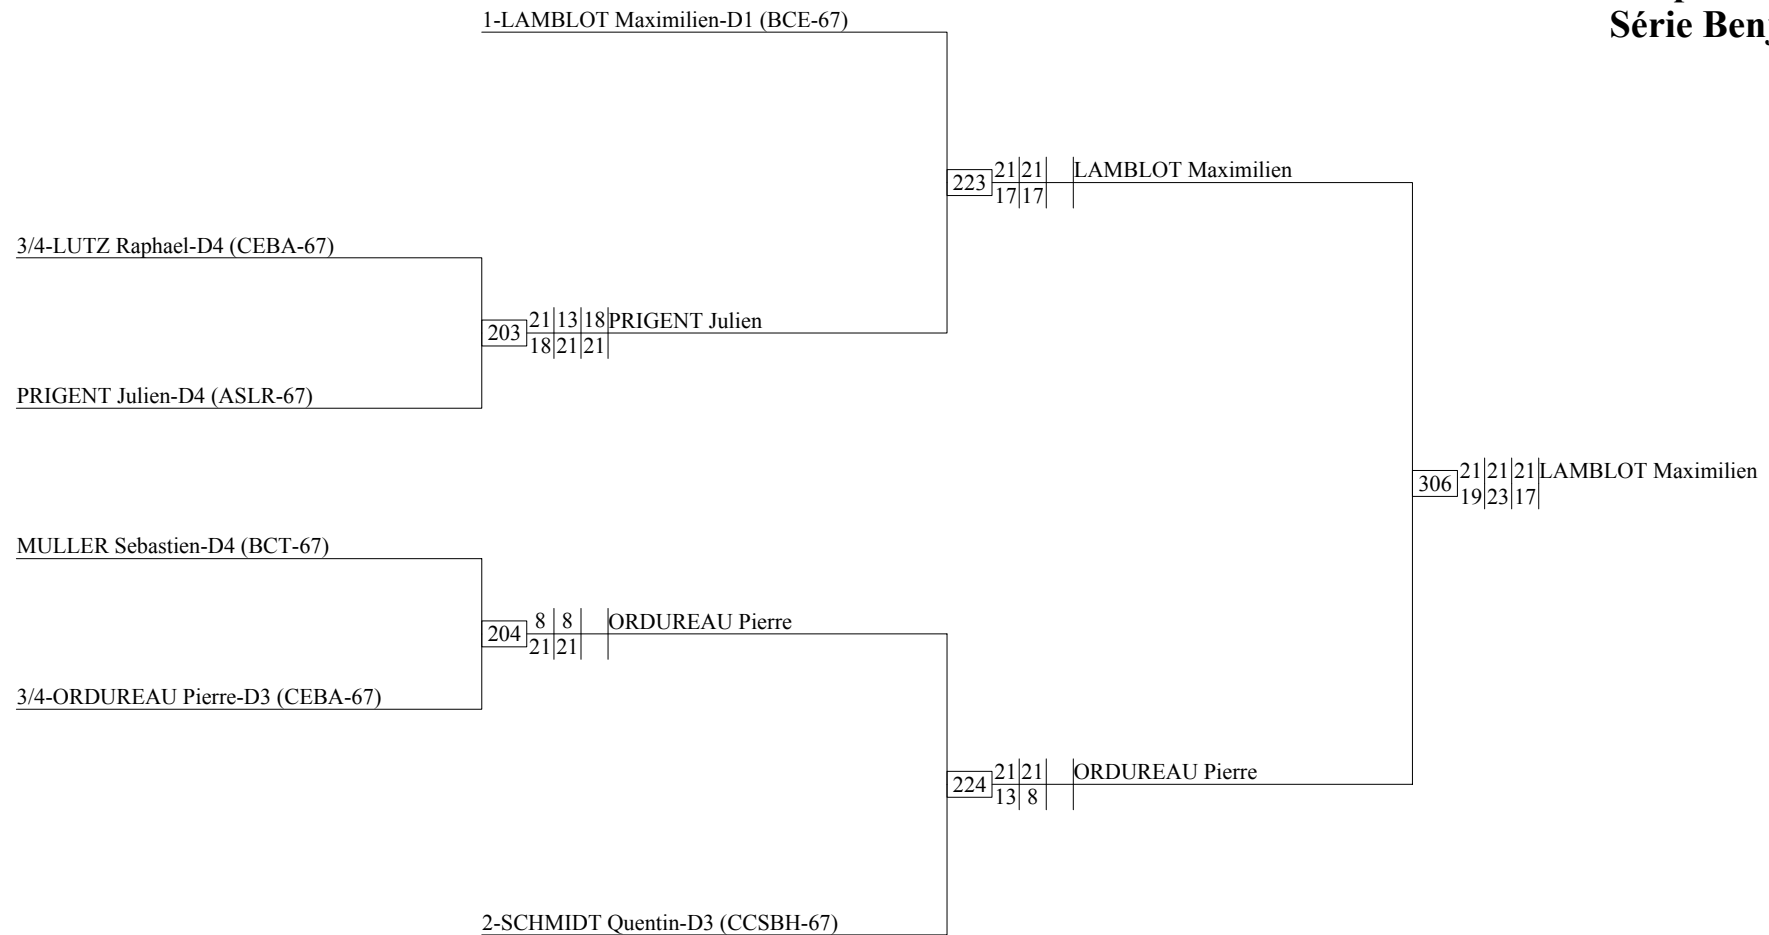 Série Ben
1-LAMBLOT Maximilien-D1 (BCE-67)
223 21 21 LAMBLOT Maximilien
17 17
3/4-LUTZ Raphael-D4 (CEBA-67)
203 21 13 18 PRIGENT Julien
18 21 21
PRIGENT Julien-D4 (ASLR-67)
306 21 21 21 LAMBLOT Maximilien
19 23 17
MULLER Sebastien-D4 (BCT-67)
204 8 8 ORDUREAU Pierre
21 21
3/4-ORDUREAU Pierre-D3 (CEBA-67)
224 21 21 ORDUREAU Pierre
13 8
2-SCHMIDT Quentin-D3 (CCSBH-67)